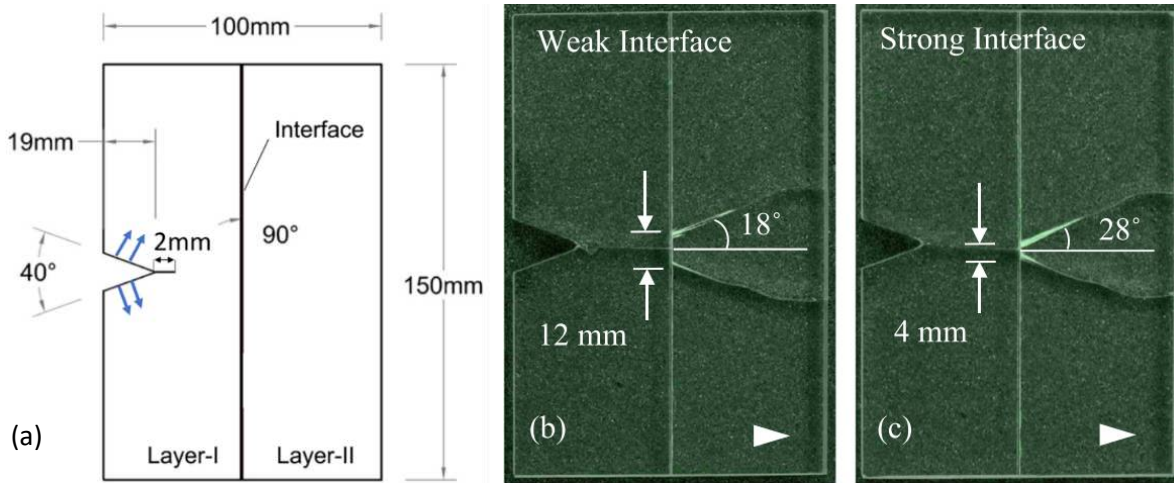 100mm
19mm
Interface
90°
2mm
40°
150mm
(a)
Layer-I
Layer-II
Weak Interface
18°
12 mm
(b)
Strong Interface
28°
4 mm
(c)